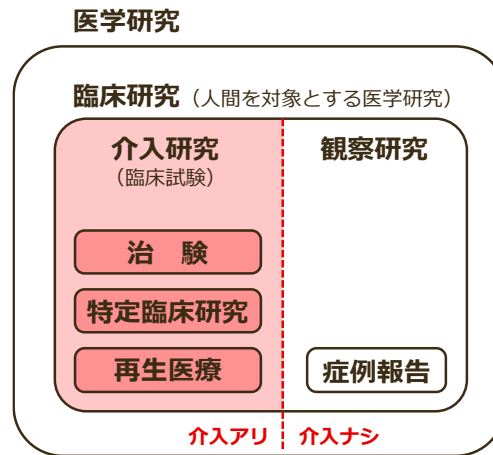 医学研究
臨床研究（人間を対象とする医学研究）
介入研究
（臨床試験）
治　験
特定臨床研究
再生医療
観察研究
症例報告
介入アリ
介入ナシ